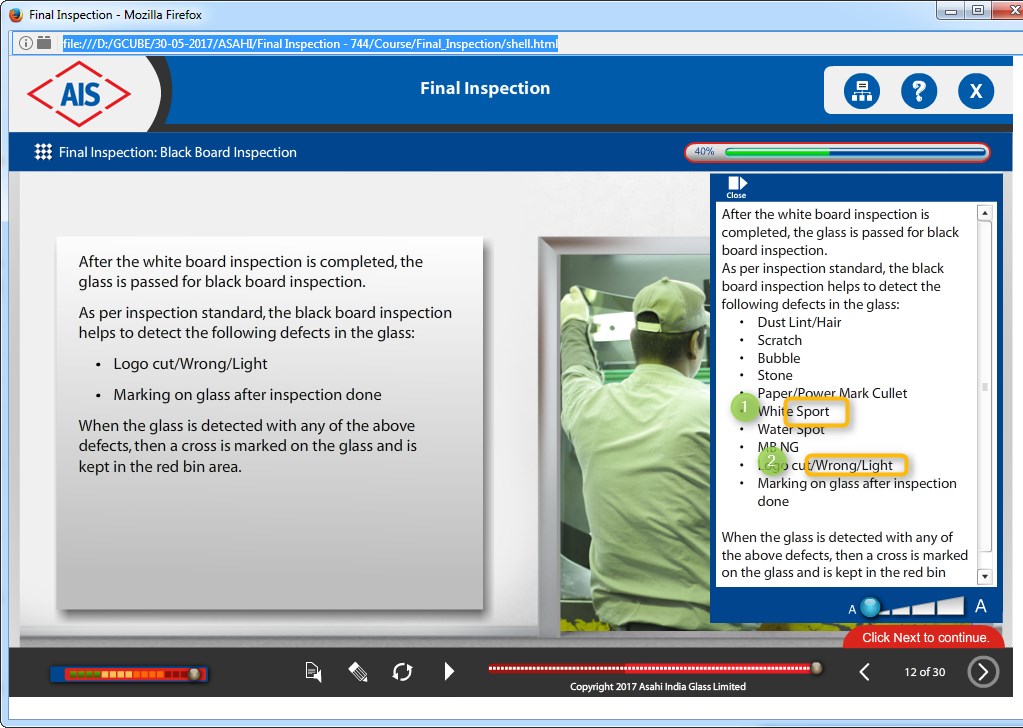 Final Inspection - Mozilla Firefox
file:///D:/GCUBE/30-05-2017/ASAHI/Final Inspection - 744/Course/Final_Inspection/shell.html
AIS
Final Inspection
?
X
Final Inspection: Black Board Inspection
40%
After the white board inspection is completed, the
glass is passed for black board inspection.
As per inspection standard, the black board inspection
helps to detect the following defects in the glass:
• Logo cut/Wrong/Light
• Marking on glass after inspection done
When the glass is detected with any of the above
defects, then a cross is marked on the glass and is
kept in the red bin area.
Close
After the white board inspection is
completed, the glass is passed for black
board inspection.
As per inspection standard, the black
board inspection helps to detect the
following defects in the glass:
• Dust Lint/Hair
• Scratch
• Bubble
• Stone
• Paper/Power Mark Cullet
1
• White Sport
• Water Spot
• MB NG
2
• Logo cut/Wrong/Light
• Marking on glass after inspection
done
When the glass is detected with any of
the above defects, then a cross is marked
on the glass and is kept in the red bin
A A
Click Next to continue.
12 of 30
Copyright 2017 Asahi India Glass Limited